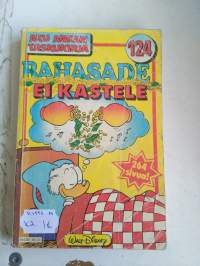 AKU ANKAN
TASKUKIRJA
124
RAHASADE
EI KASTELE
264
sivua!
Walt Disney